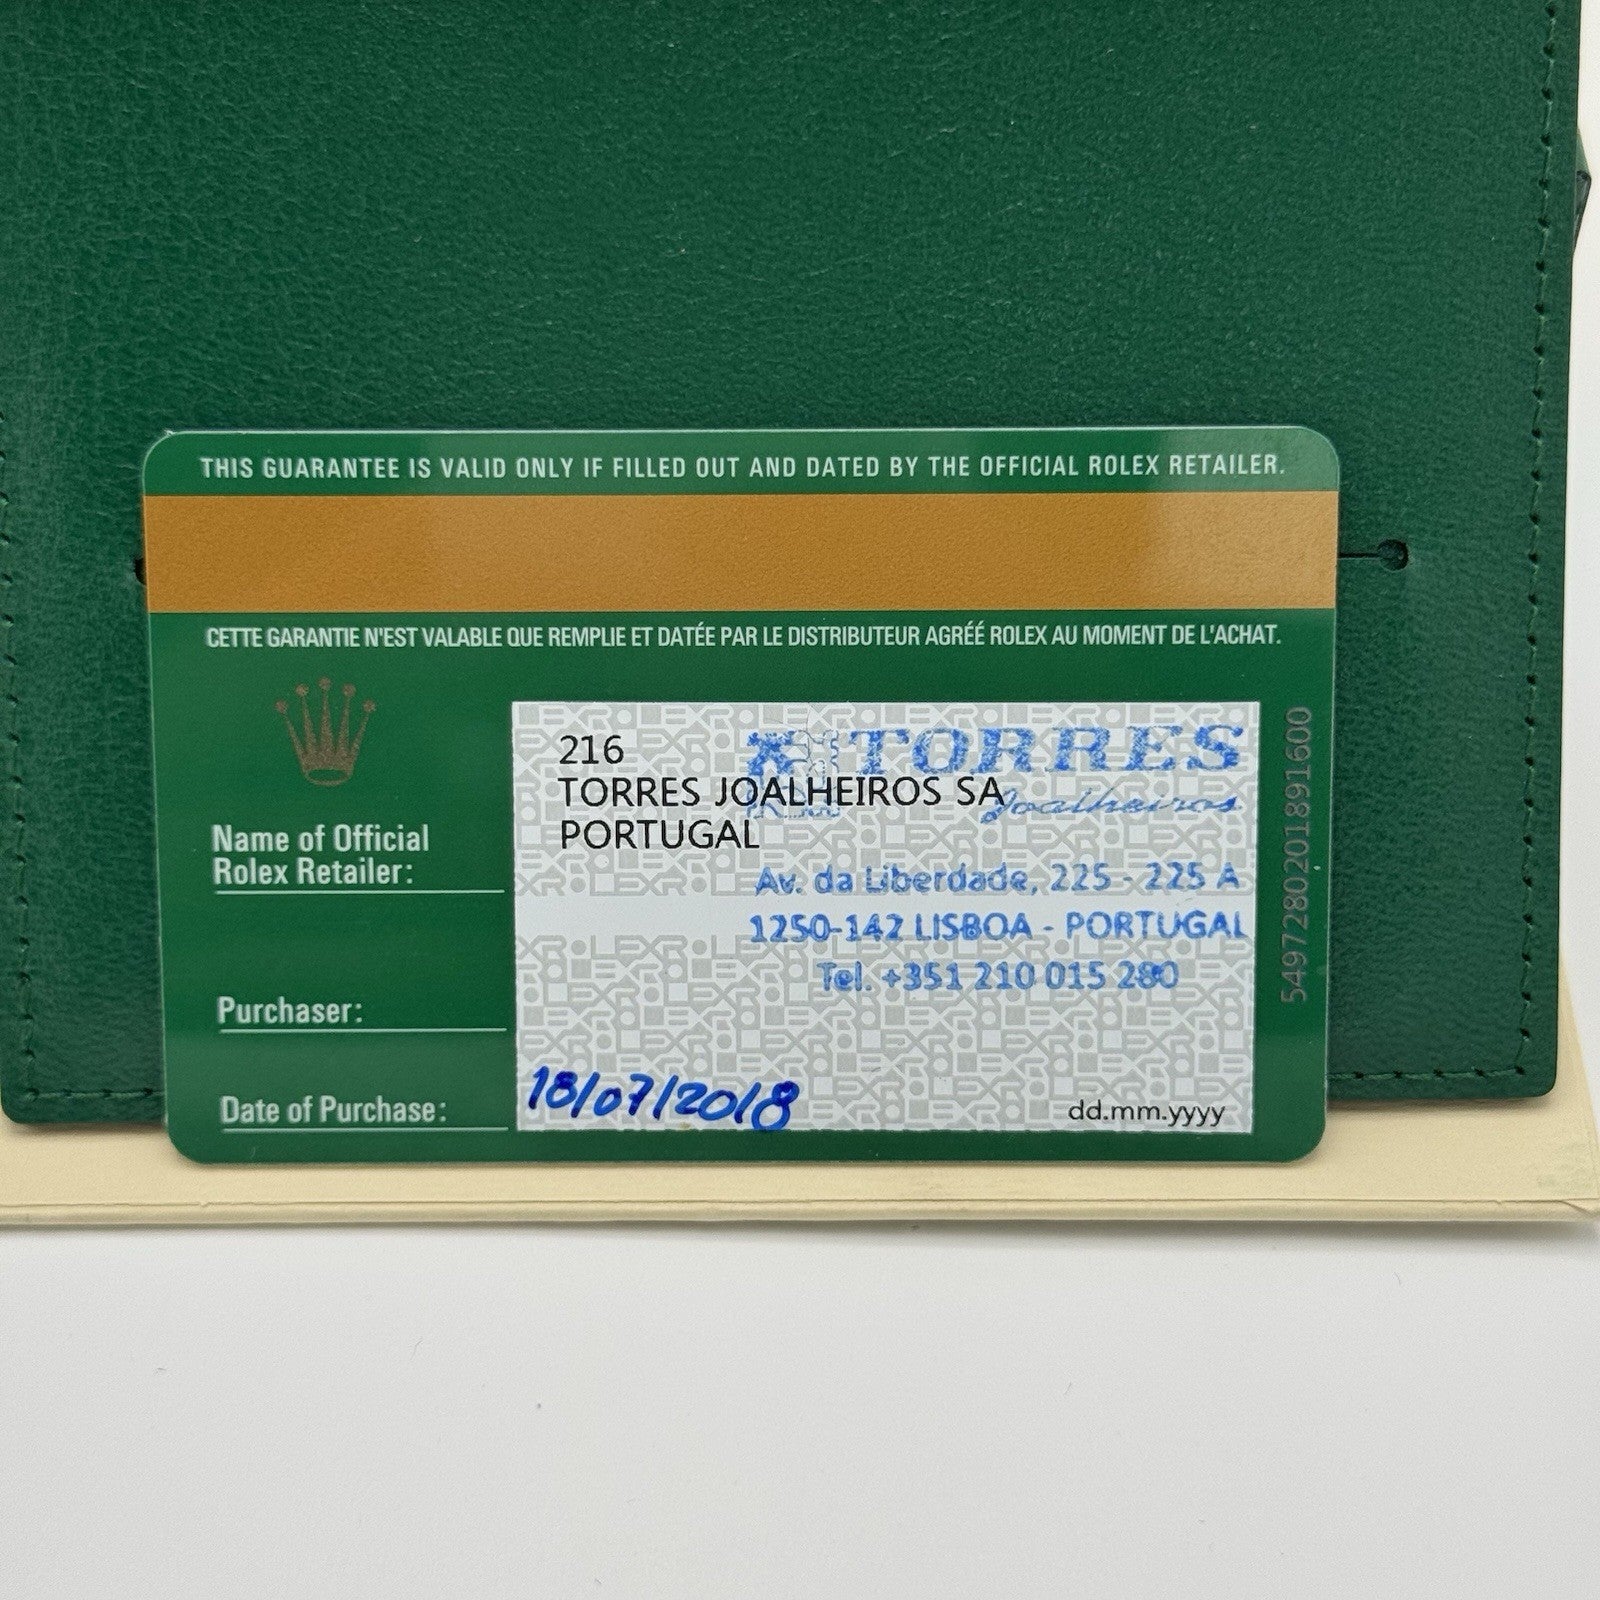 THIS GUARANTEE IS VALID ONLY IF FILLED OUT AND DATED BY THE OFFICIAL ROLEX RETAILER.
CETTE GARANTIE N'EST VALABLE QUE REMPLIE ET DATÉE PAR LE DISTRIBUTEUR AGRÉÉ ROLEX AU MOMENT DE L'ACHAT.
Name of Official
Rolex Retailer:
216
TORRES JOALHEIROS SA
PORTUGAL
TORRES
Joalheiros
Av. da Liberdade, 225 - 225 A
1250-142 LISBOA - PORTUGAL
Tel. +351 210 015 280
Purchaser:
Date of Purchase:
18/07/2018
dd.mm.yyyy
5497280201891600